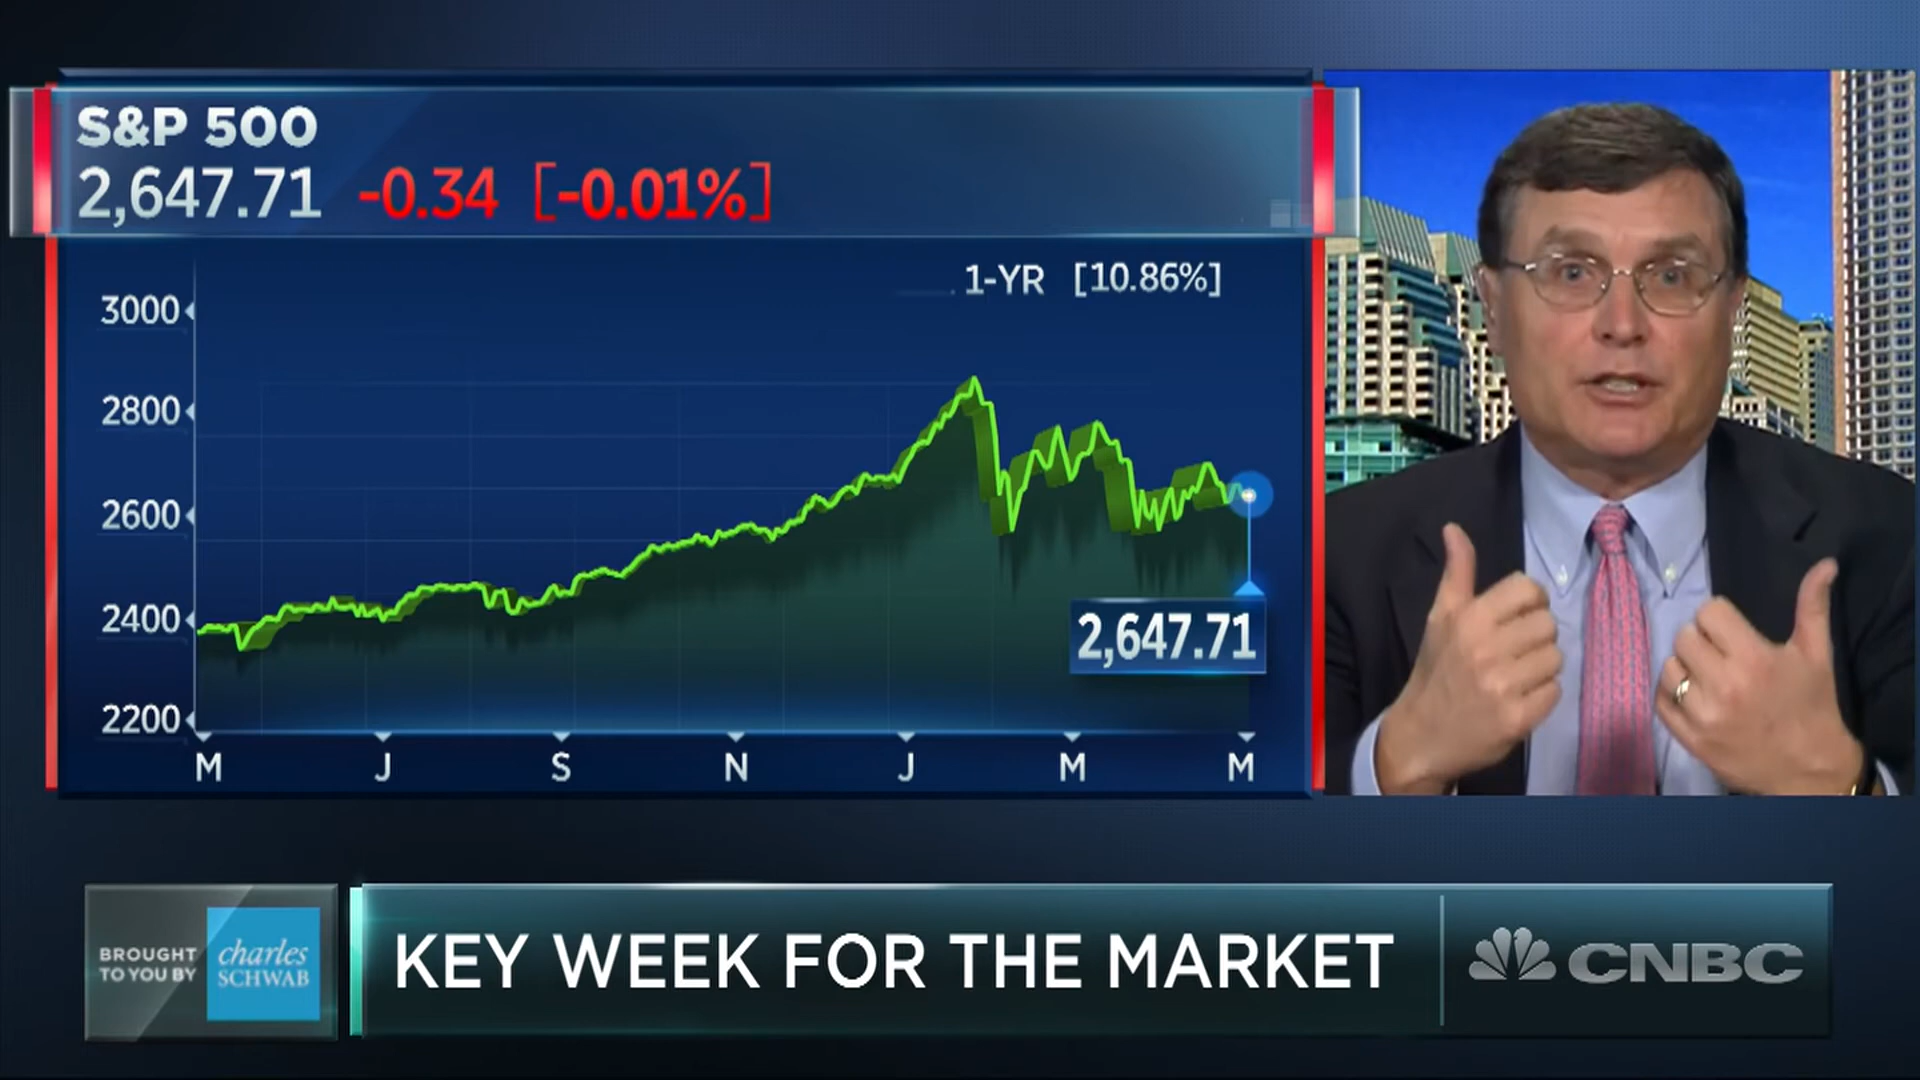 S&P 500
2,647.71 -0.34 [-0.01%]
1-YR [10.86%]
3000
2800
2600
2400
2200
2,647.71
M J S N J M M
BROUGHT
TO YOU BY
charles
SCHWAB
KEY WEEK FOR THE MARKET
CNBC